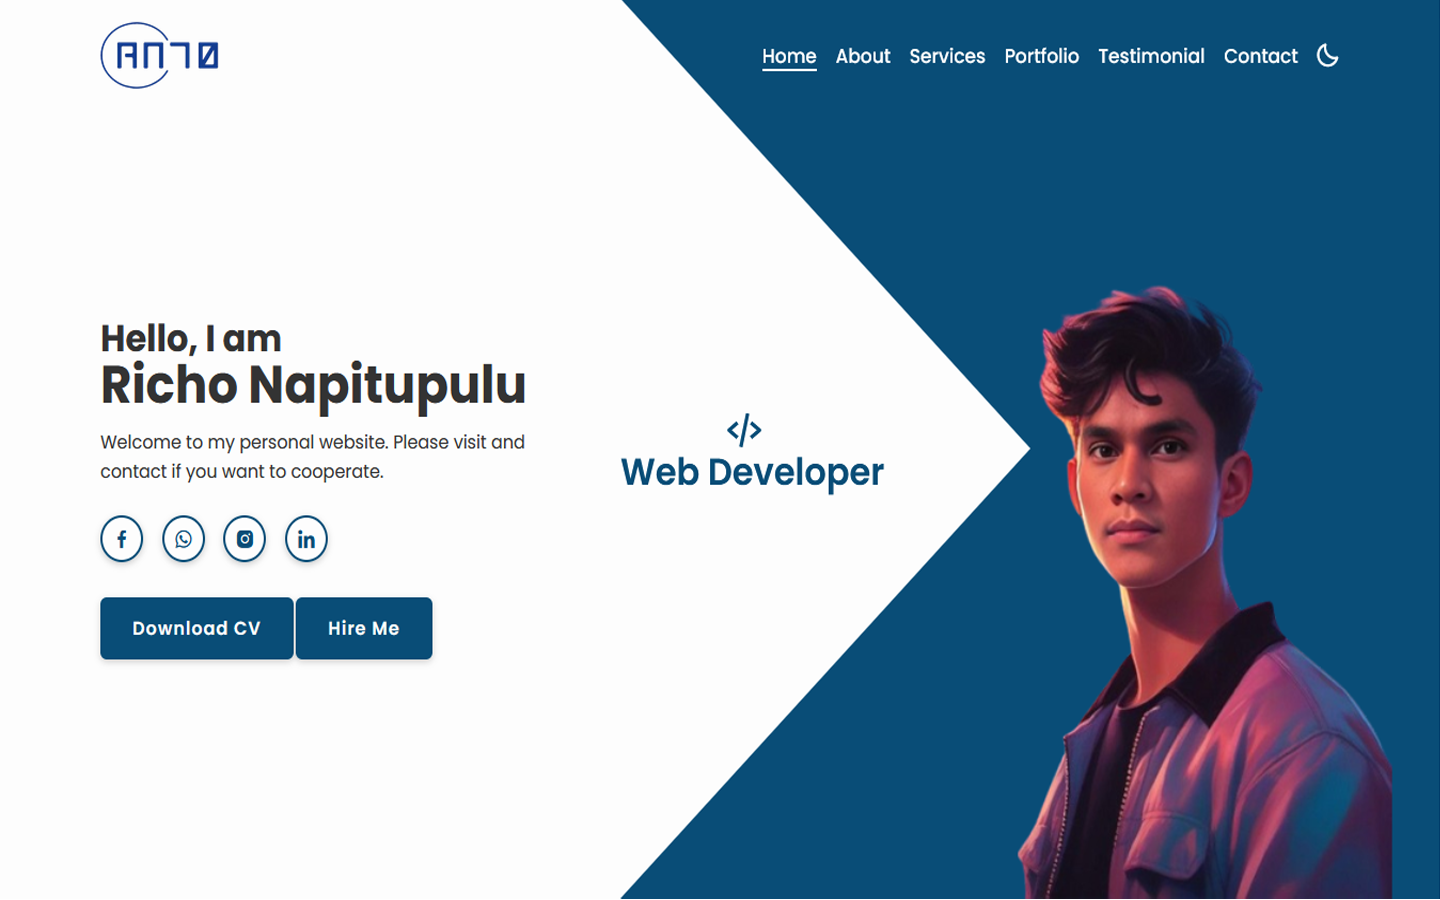 ANTO
Home About Services Portfolio Testimonial Contact
Hello, I am
Richo Napitupulu
Welcome to my personal website. Please visit and
contact if you want to cooperate.
</>
Web Developer
Download CV Hire Me